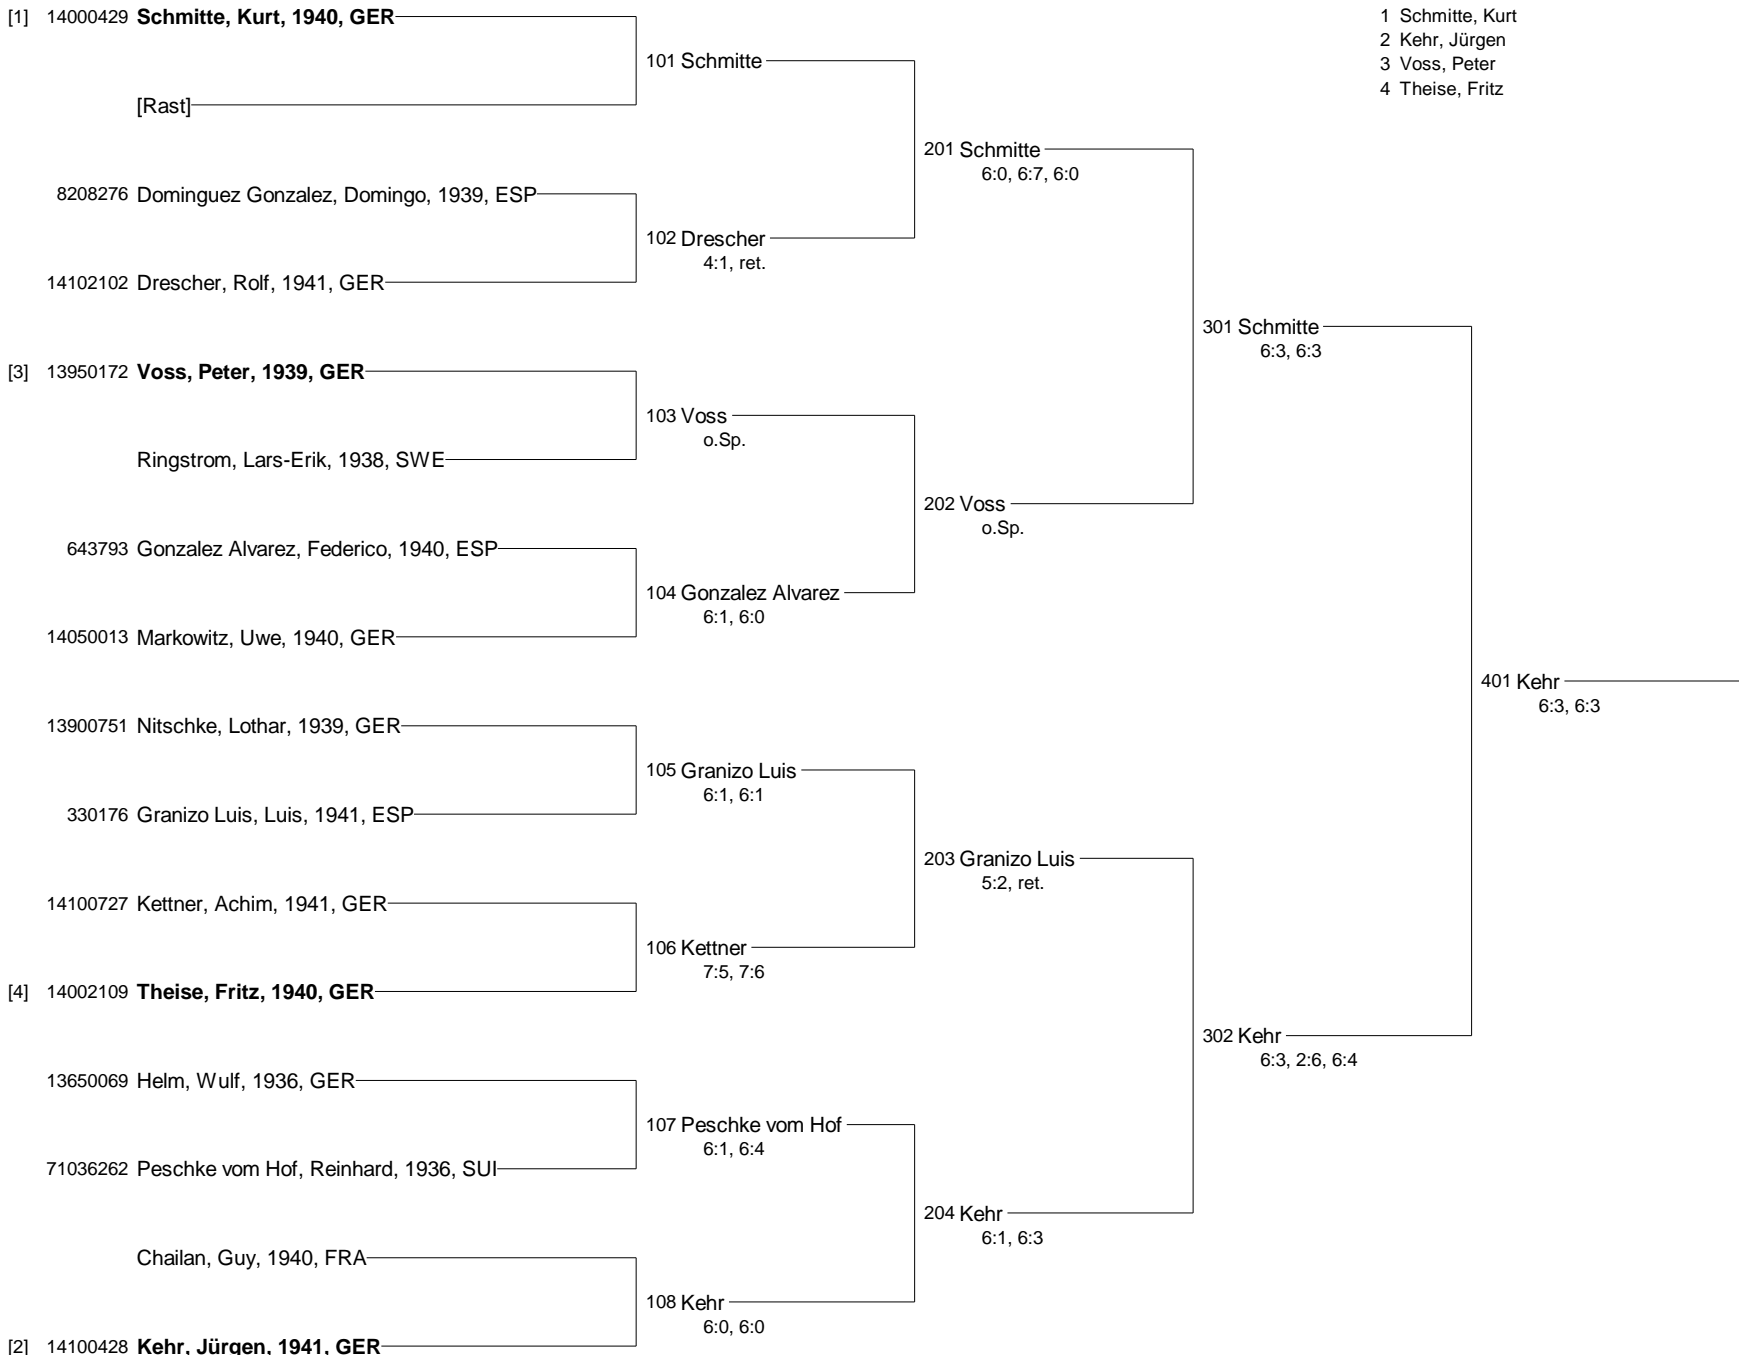 [1] 14000429 Schmitte, Kurt, 1940, GER
1 Schmitte, Kurt
2 Kehr, Jürgen
3 Voss, Peter
4 Theise, Fritz
101 Schmitte
[Rast]
201 Schmitte
6:0, 6:7, 6:0
8208276 Dominguez Gonzalez, Domingo, 1939, ESP
102 Drescher
4:1, ret.
14102102 Drescher, Rolf, 1941, GER
301 Schmitte
6:3, 6:3
[3] 13950172 Voss, Peter, 1939, GER
103 Voss
o.Sp.
Ringstrom, Lars-Erik, 1938, SWE
202 Voss
o.Sp.
643793 Gonzalez Alvarez, Federico, 1940, ESP
104 Gonzalez Alvarez
6:1, 6:0
14050013 Markowitz, Uwe, 1940, GER
401 Kehr
6:3, 6:3
13900751 Nitschke, Lothar, 1939, GER
105 Granizo Luis
6:1, 6:1
330176 Granizo Luis, Luis, 1941, ESP
203 Granizo Luis
5:2, ret.
14100727 Kettner, Achim, 1941, GER
106 Kettner
7:5, 7:6
[4] 14002109 Theise, Fritz, 1940, GER
302 Kehr
6:3, 2:6, 6:4
13650069 Helm, Wulf, 1936, GER
107 Peschke vom Hof
6:1, 6:4
71036262 Peschke vom Hof, Reinhard, 1936, SUI
204 Kehr
6:1, 6:3
Chailan, Guy, 1940, FRA
108 Kehr
6:0, 6:0
[2] 14100428 Kehr, Jürgen, 1941, GER